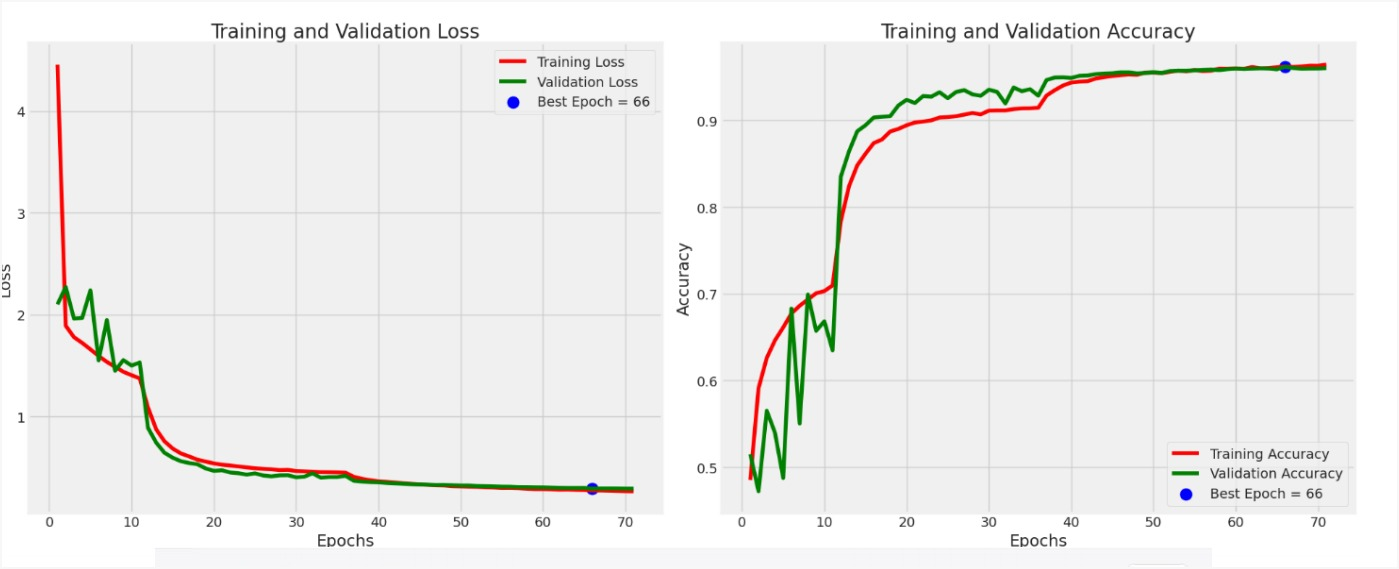 Training and Validation Loss
Training Loss
Validation Loss
Best Epoch = 66
4
3
2
1
Loss
0 10 20 30 40 50 60 70
Epochs
Training and Validation Accuracy
0.9
0.8
0.7
0.6
0.5
Accuracy
Training Accuracy
Validation Accuracy
Best Epoch = 66
0 10 20 30 40 50 60 70
Epochs